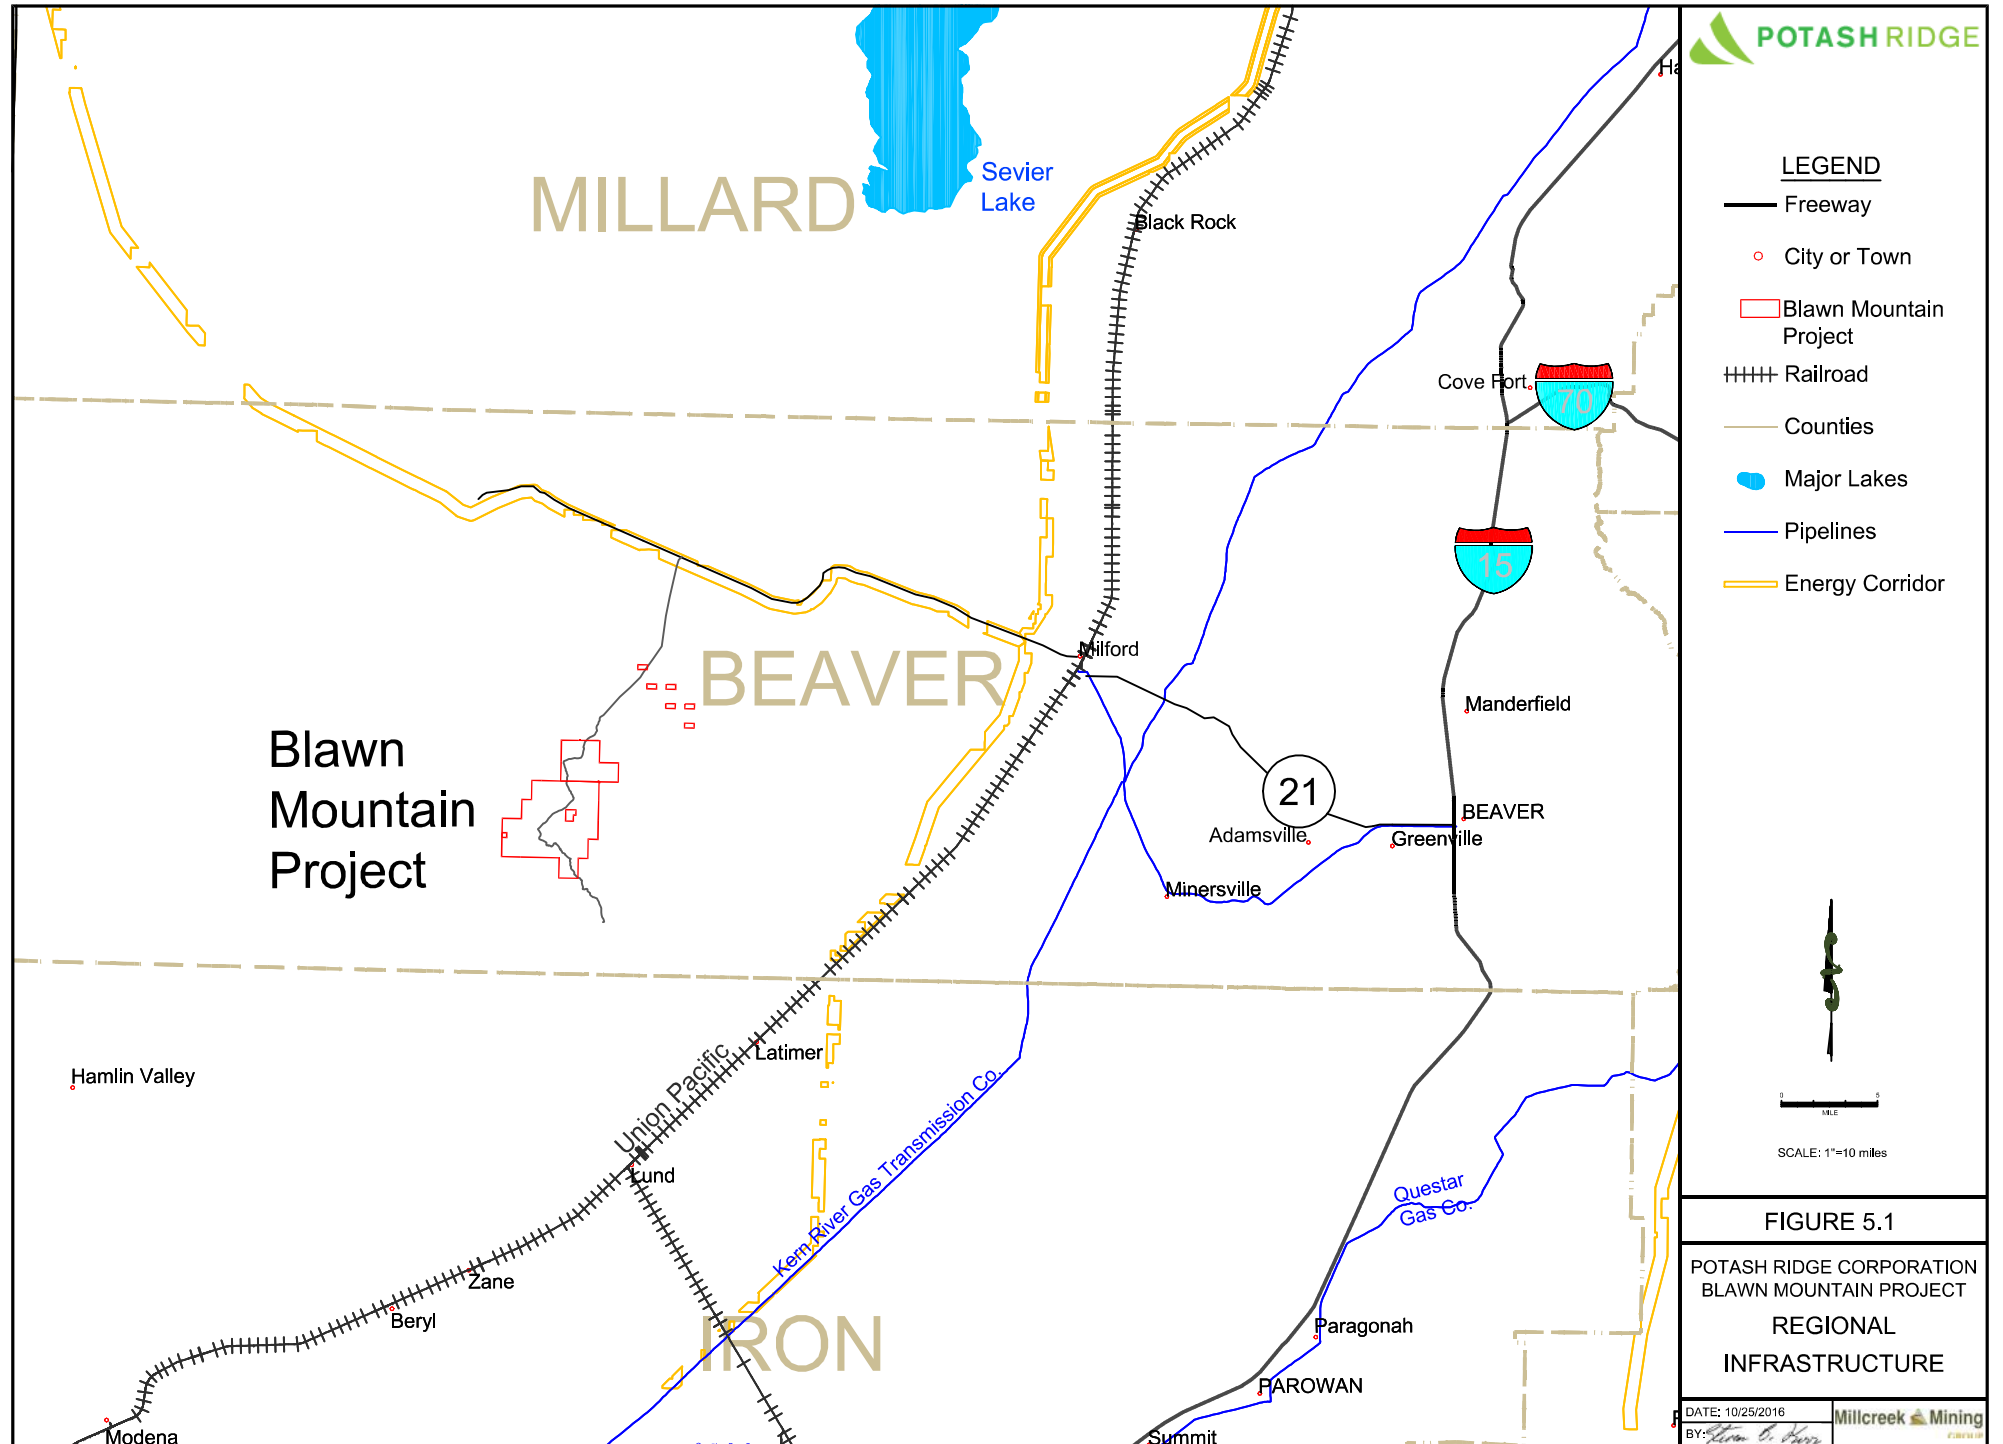 POTASH RIDGE
LEGEND
Freeway
City or Town
Blawn Mountain
Project
Railroad
Counties
Major Lakes
Pipelines
Energy Corridor
0 5
MILE
SCALE: 1"=10 miles
FIGURE 5.1
POTASH RIDGE CORPORATION
BLAWN MOUNTAIN PROJECT
REGIONAL
INFRASTRUCTURE
DATE: 10/25/2016
BY:
Millcreek Mining
GROUP
MILLARD
Sevier
Lake
Black Rock
Cove Fort
70
15
BEAVER
Milford
Manderfield
Blawn
Mountain
Project
21
BEAVER
Adamsville
Greenville
Minersville
Hamlin Valley
Latimer
Union Pacific
Lund
Kern River Gas Transmission Co.
Questar
Gas Co.
Zane
Beryl
IRON
Paragonah
PAROWAN
Modena
Summit